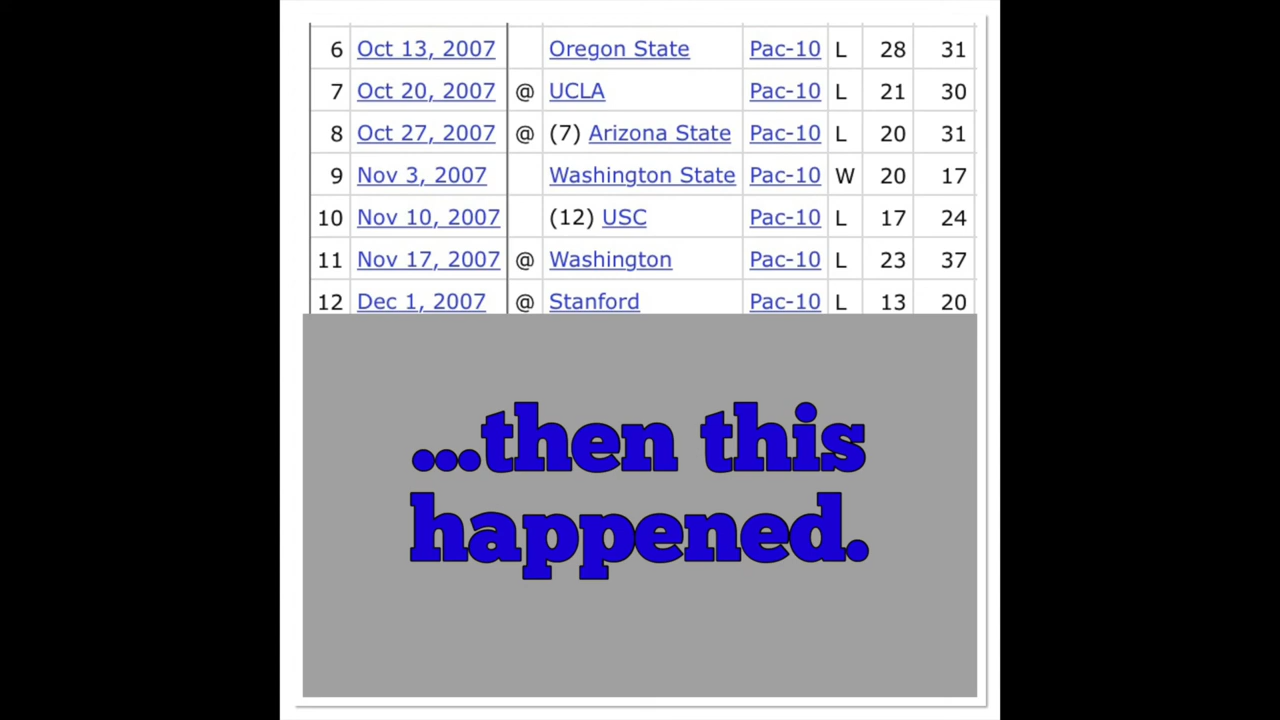 6 Oct 13, 2007 Oregon State Pac-10 L 28 31
7 Oct 20, 2007 @ UCLA Pac-10 L 21 30
8 Oct 27, 2007 @ (7) Arizona State Pac-10 L 20 31
9 Nov 3, 2007 Washington State Pac-10 W 20 17
10 Nov 10, 2007 (12) USC Pac-10 L 17 24
11 Nov 17, 2007 @ Washington Pac-10 L 23 37
12 Dec 1, 2007 @ Stanford Pac-10 L 13 20
...then this
happened.